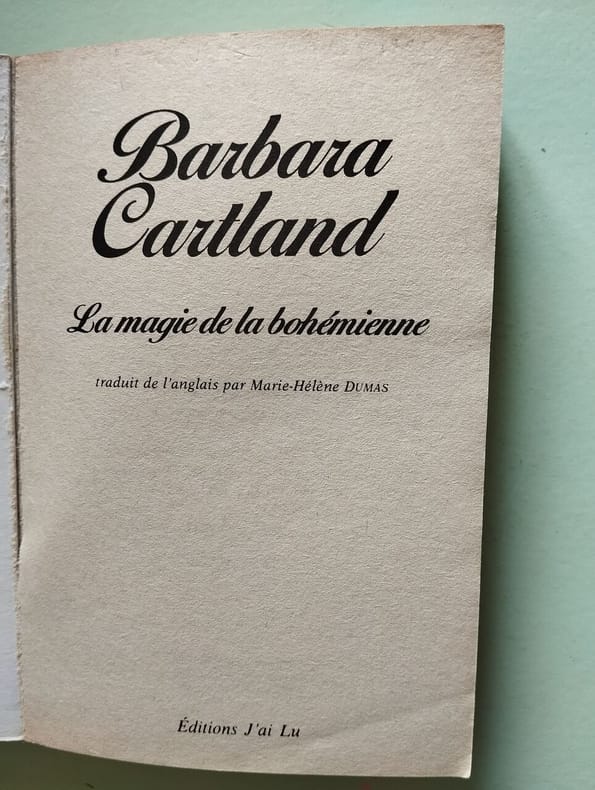 Barbara
Cartland
La magie de la bohémienne
traduit de l'anglais par Marie-Hélène DUMAS
Éditions J'ai Lu